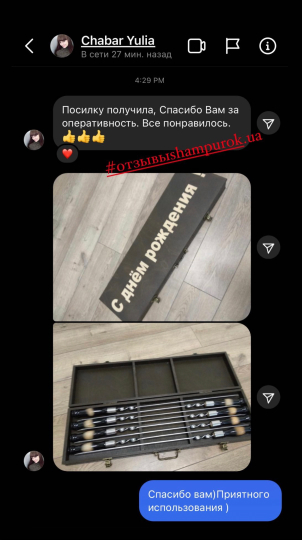 Chabar Yulia
В сети 27 мин. назад
4:29 PM
Посилку получила, Спасибо Вам за
оперативность. Все понравилось.
👍👍👍
❤️
#отзывыshampurok.ua
С днём рождения !
Спасибо вам)Приятного
использования )